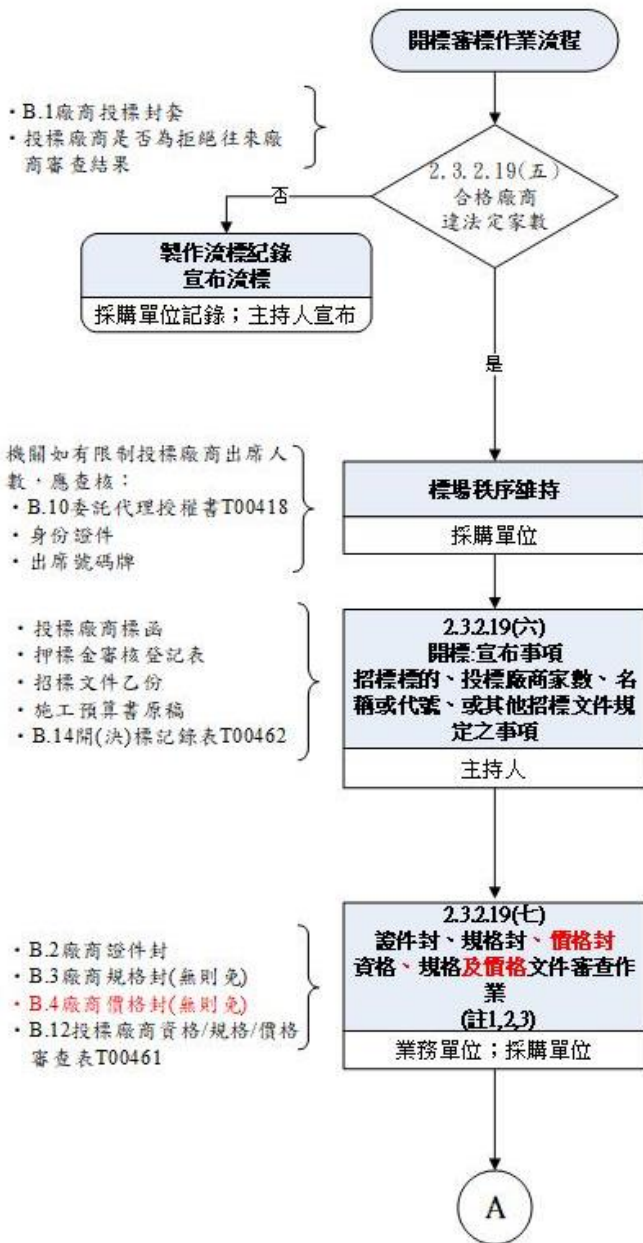 開標審標作業流程
・B.1廠商投標封套
・投標廠商是否為拒絕往來廠
商審查結果
2.3.2.19(五)
合格廠商
達法定家數
否
製作流標紀錄
宣布流標
採購單位記錄；主持人宣布
是
機關如有限制投標廠商出席人
數，應查核：
・B.10委託代理授權書T00418
・身份證件
・出席號碼牌
標場秩序維持
採購單位
・投標廠商標函
・押標金審核登記表
・招標文件乙份
・施工預算書原稿
・B.14開(決)標記錄表T00462
2.3.2.19(六)
開標:宣布事項
招標標的、投標廠商家數、名
稱或代號、或其他招標文件規
定之事項
主持人
・B.2廠商證件封
・B.3廠商規格封(無則免)
・B.4廠商價格封(無則免)
・B.12投標廠商資格/規格/價格
審查表T00461
2.3.2.19(七)
證件封、規格封、價格封
資格、規格及價格文件審查作
業
(註1,2,3)
業務單位；採購單位
A